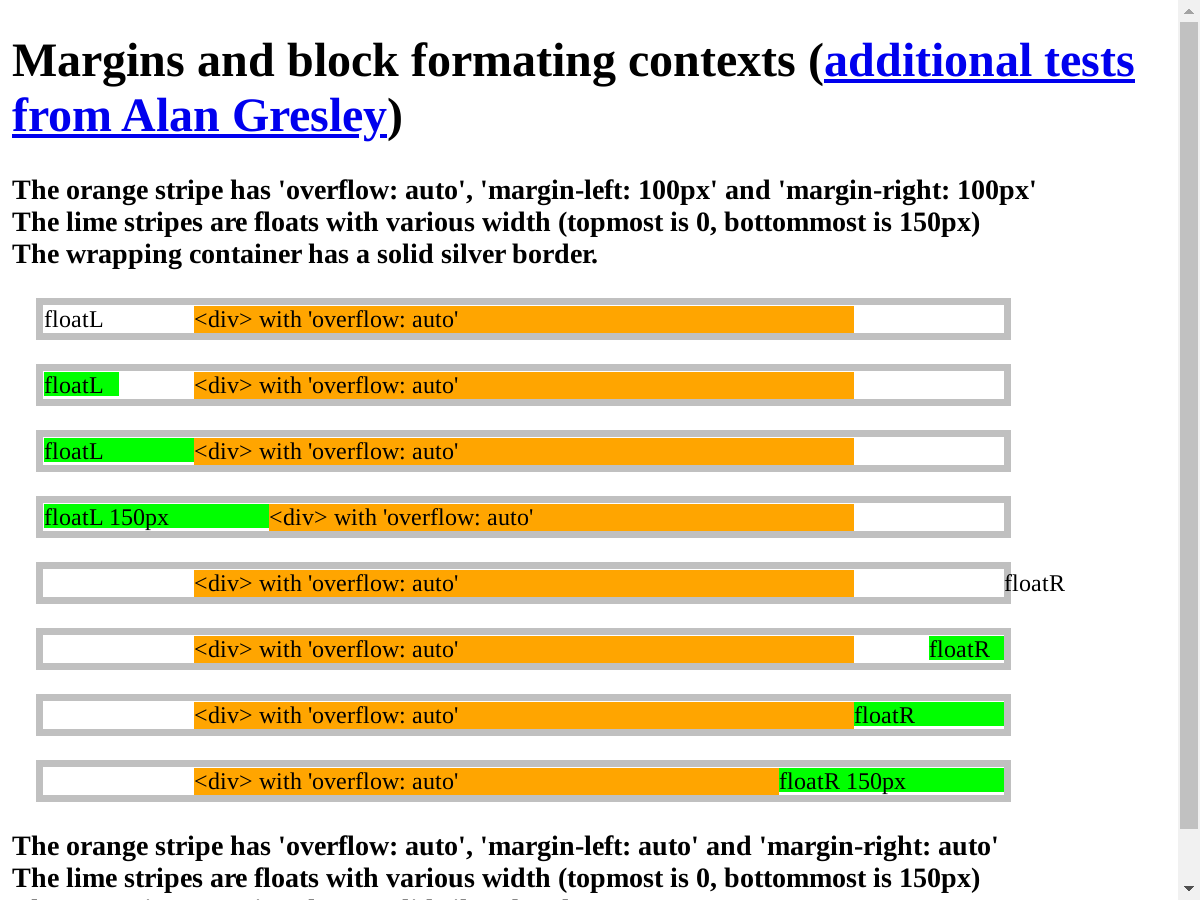 Margins and block formating contexts (additional tests
from Alan Gresley)
The orange stripe has 'overflow: auto', 'margin-left: 100px' and 'margin-right: 100px'
The lime stripes are floats with various width (topmost is 0, bottommost is 150px)
The wrapping container has a solid silver border.
floatL <div> with 'overflow: auto'
floatL <div> with 'overflow: auto'
floatL <div> with 'overflow: auto'
floatL 150px <div> with 'overflow: auto'
<div> with 'overflow: auto' floatR
<div> with 'overflow: auto' floatR
<div> with 'overflow: auto' floatR
<div> with 'overflow: auto' floatR 150px
The orange stripe has 'overflow: auto', 'margin-left: auto' and 'margin-right: auto'
The lime stripes are floats with various width (topmost is 0, bottommost is 150px)